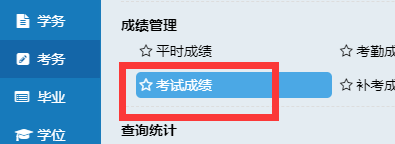 学务
考务
毕业
学位
成绩管理
☆ 平时成绩 ☆ 考勤成
☆ 考试成绩 ☆ 补考成
查询统计